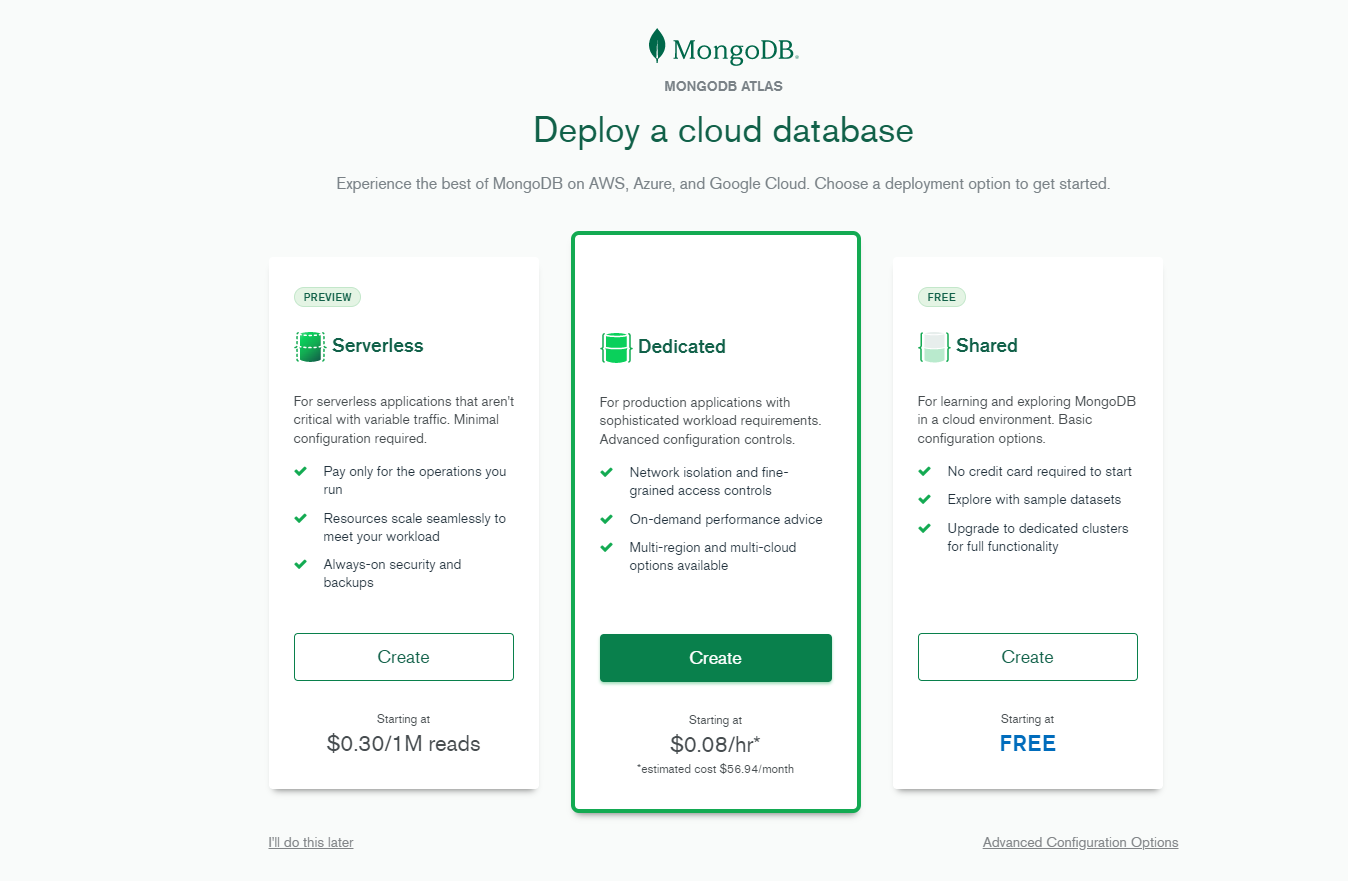 MongoDB®
MONGODB ATLAS
Deploy a cloud database
Experience the best of MongoDB on AWS, Azure, and Google Cloud. Choose a deployment option to get started.
PREVIEW
Serverless
For serverless applications that aren't
critical with variable traffic. Minimal
configuration required.
Pay only for the operations you
run
Resources scale seamlessly to
meet your workload
Always-on security and
backups
Create
Starting at
$0.30/1M reads
Dedicated
For production applications with
sophisticated workload requirements.
Advanced configuration controls.
Network isolation and fine-
grained access controls
On-demand performance advice
Multi-region and multi-cloud
options available
Create
Starting at
$0.08/hr*
*estimated cost $56.94/month
FREE
Shared
For learning and exploring MongoDB
in a cloud environment. Basic
configuration options.
No credit card required to start
Explore with sample datasets
Upgrade to dedicated clusters
for full functionality
Create
Starting at
FREE
I'll do this later
Advanced Configuration Options